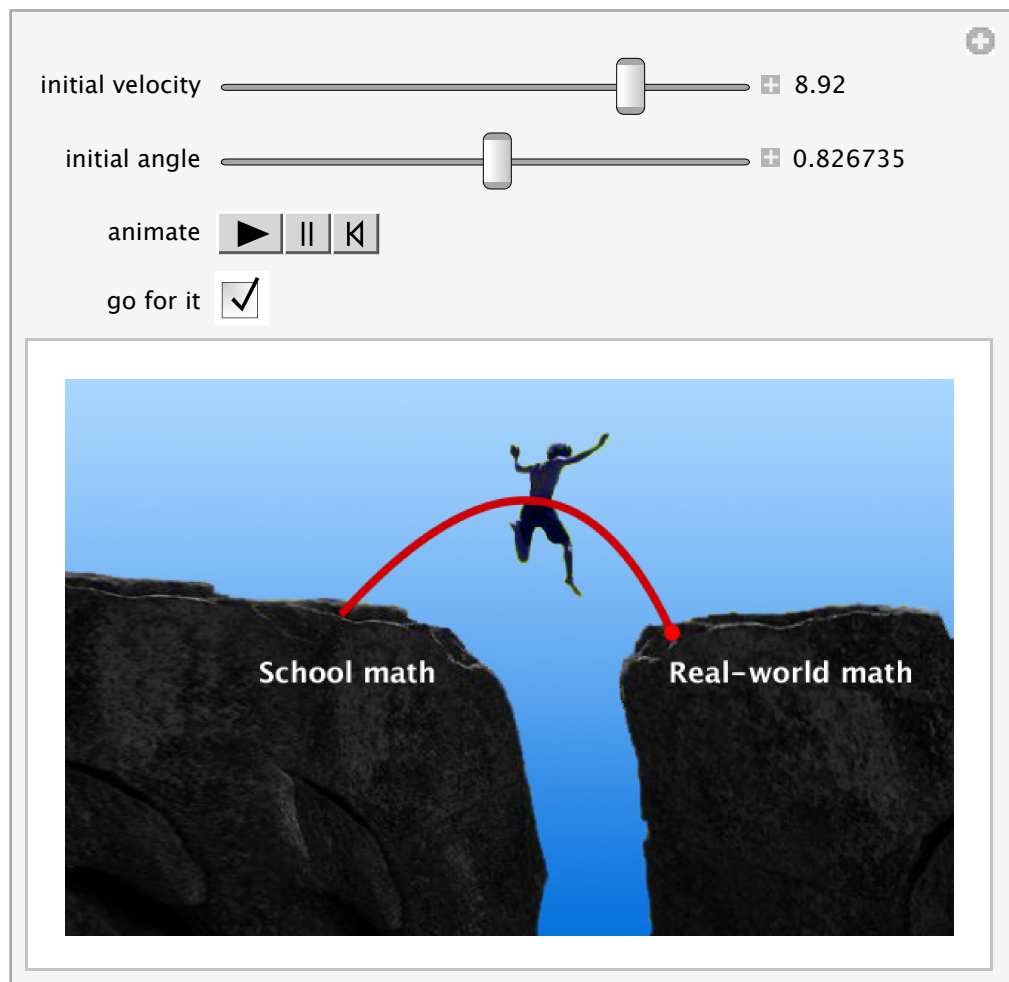 initial velocity 8.92
initial angle 0.826735
animate
go for it
School math Real-world math